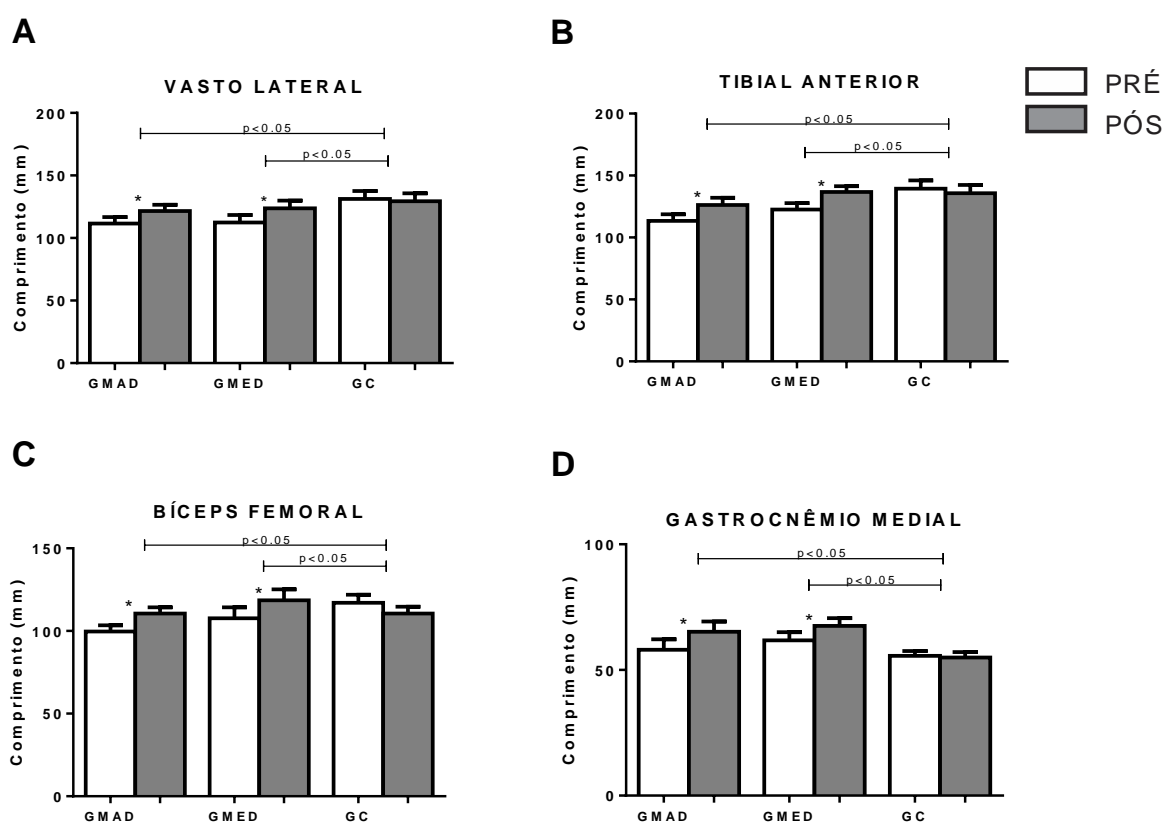 A
VASTO LATERAL
Comprimento (mm)
200
150
100
50
0
p<0.05
p<0.05
*
*
GMAD GMED GC
B
TIBIAL ANTERIOR
Comprimento (mm)
200
150
100
50
0
p<0.05
p<0.05
*
*
GMAD GMED GC
PRÉ
PÓS
C
BÍCEPS FEMORAL
Comprimento (mm)
150
100
50
0
p<0.05
p<0.05
*
*
GMAD GMED GC
D
GASTROCNÊMIO MEDIAL
Comprimento (mm)
100
50
0
p<0.05
p<0.05
*
*
GMAD GMED GC